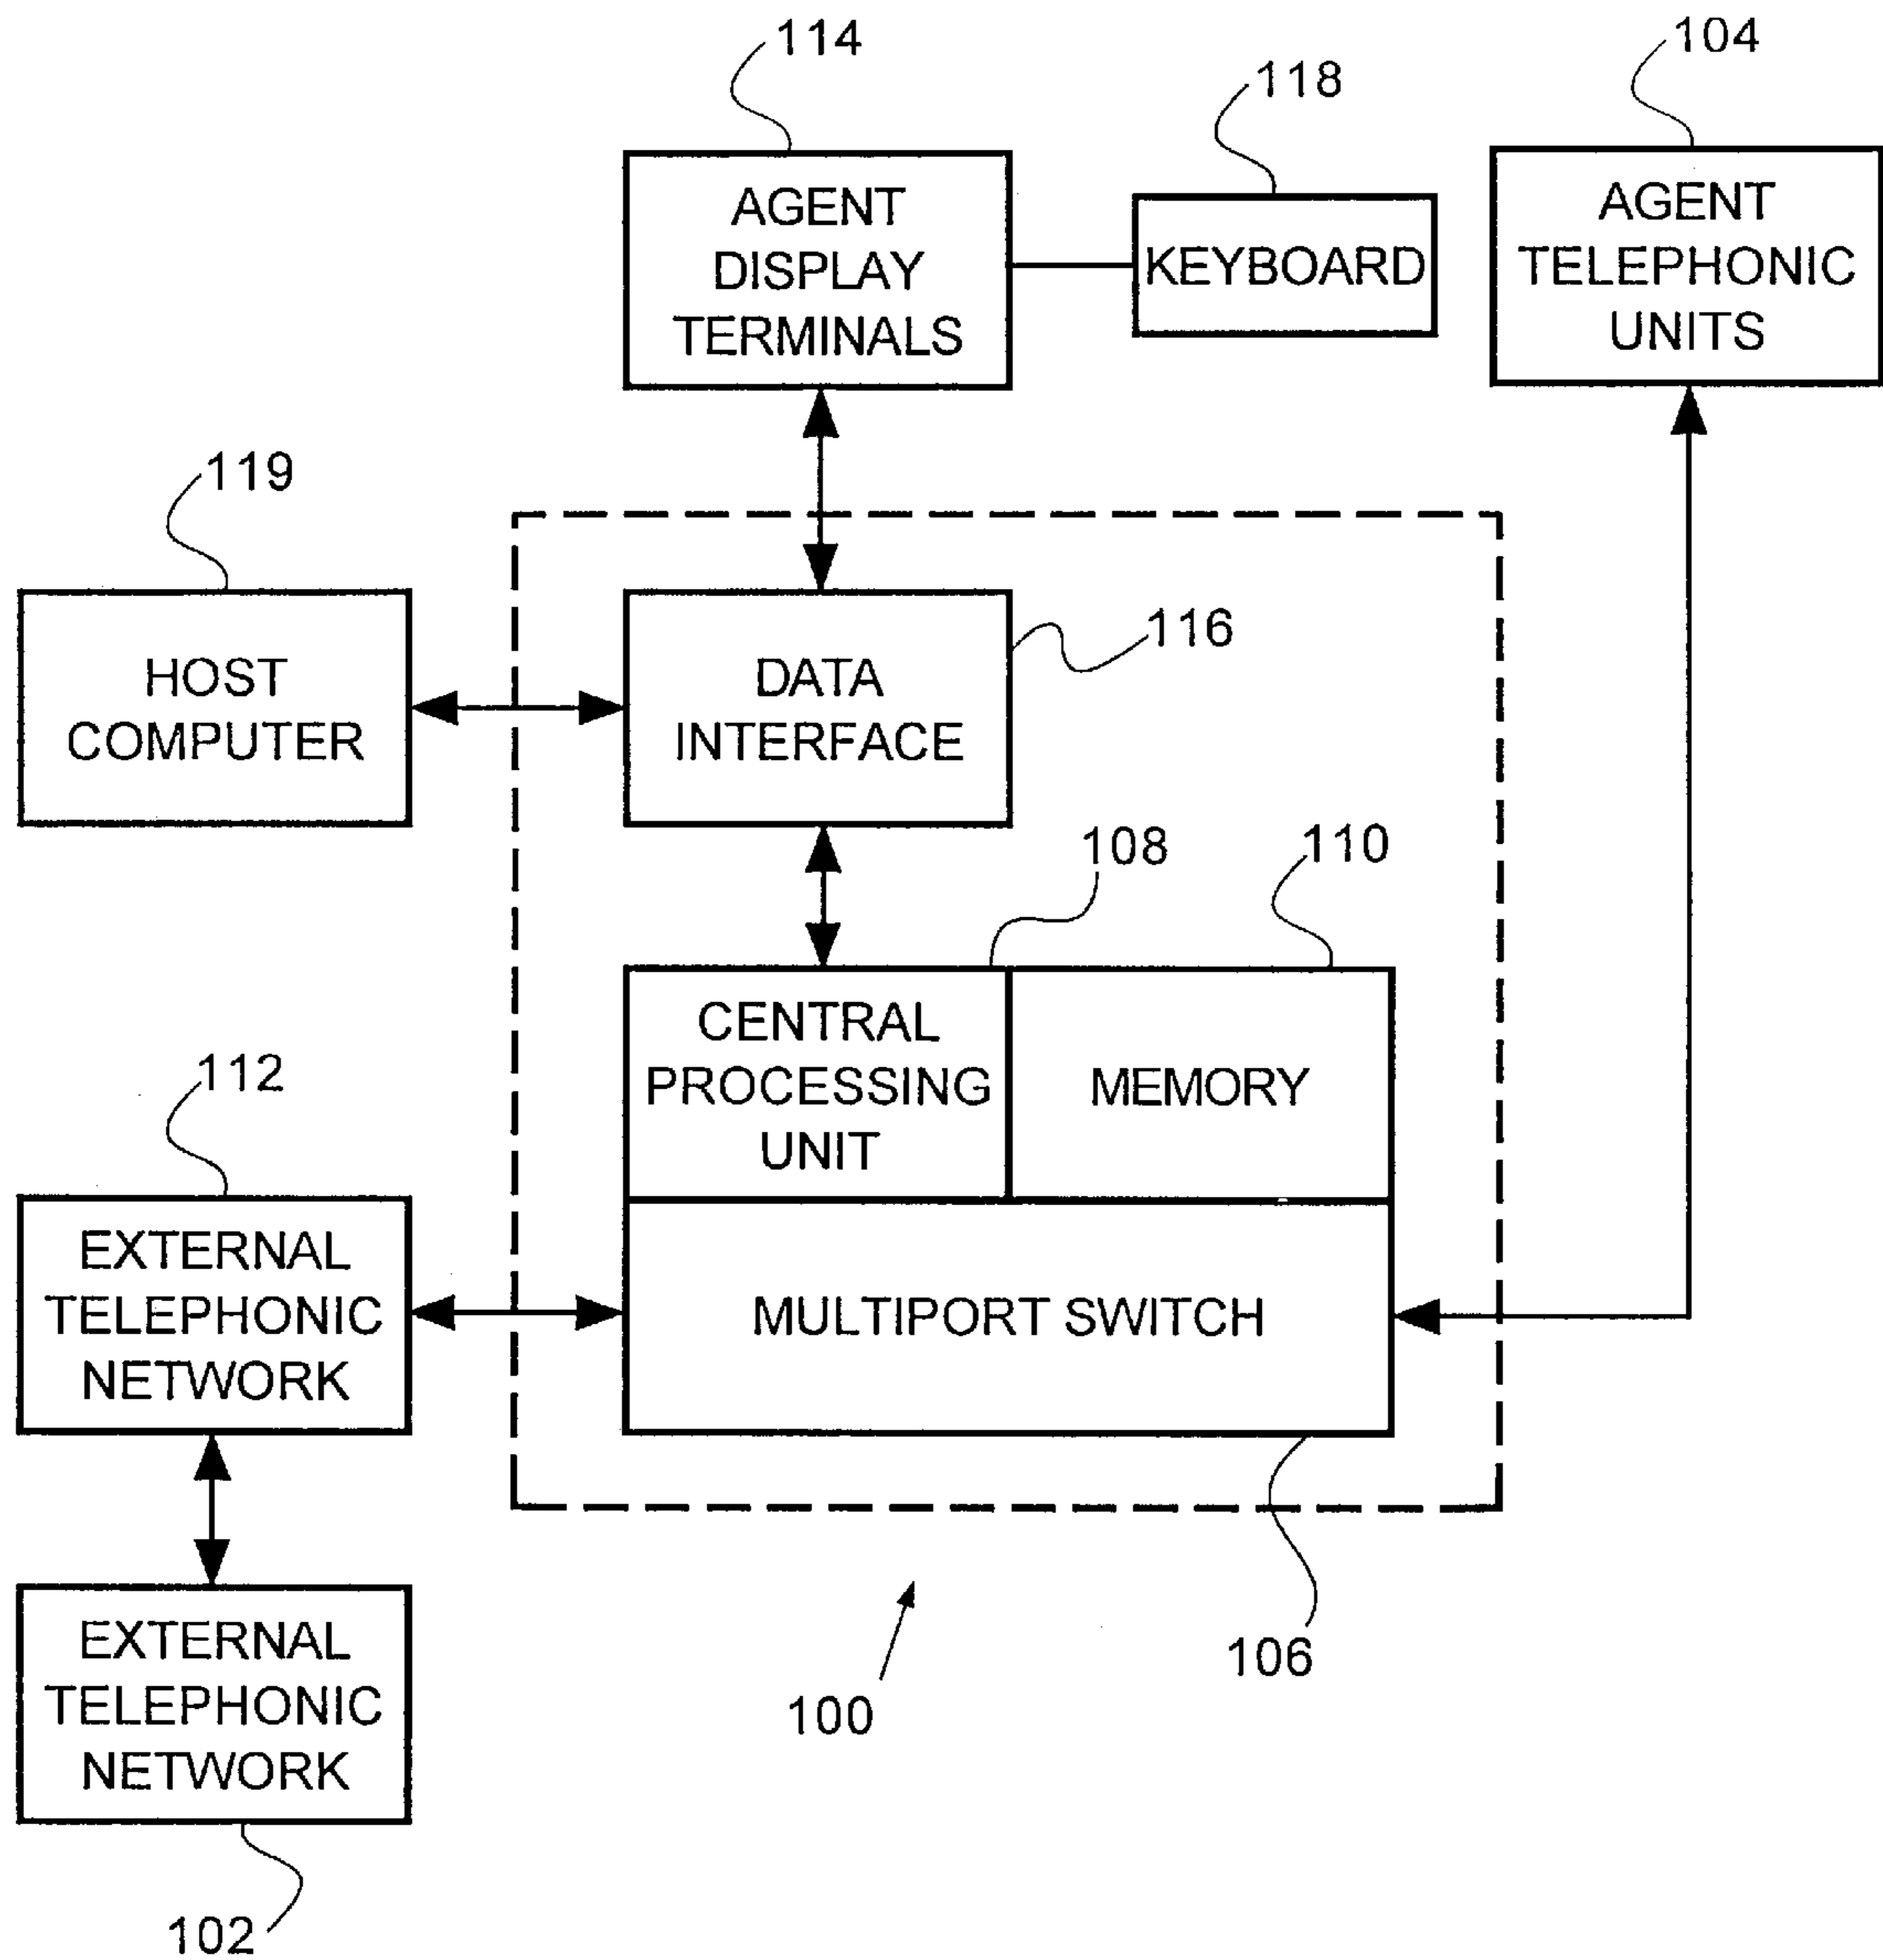 114
104
118
AGENT
DISPLAY
TERMINALS
KEYBOARD
AGENT
TELEPHONIC
UNITS
119
HOST
COMPUTER
DATA
INTERFACE
116
108
110
CENTRAL
PROCESSING
UNIT
MEMORY
112
EXTERNAL
TELEPHONIC
NETWORK
MULTIPORT SWITCH
EXTERNAL
TELEPHONIC
NETWORK
106
100
102